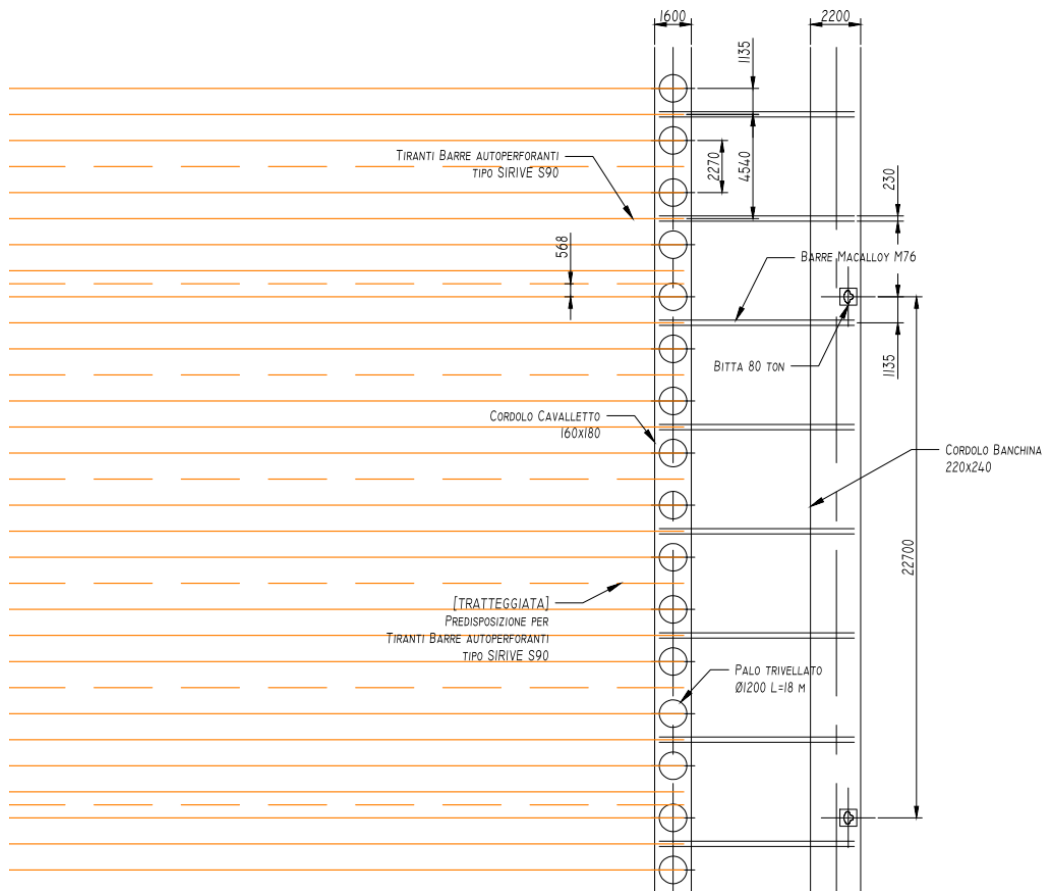 1600
2200
1135
TIRANTI BARRE AUTOPERFORANTI
TIPO SIRIVE S90
2270
4540
230
568
BARRE MACALLOY M76
BITTA 80 TON
1135
CORDOLO CAVALLETTO
160X180
CORDOLO BANCHINA
220X240
22700
[TRATTEGGIATA]
PREDISPOSIZIONE PER
TIRANTI BARRE AUTOPERFORANTI
TIPO SIRIVE S90
PALO TRIVELLATO
Ø1200 L=18 M